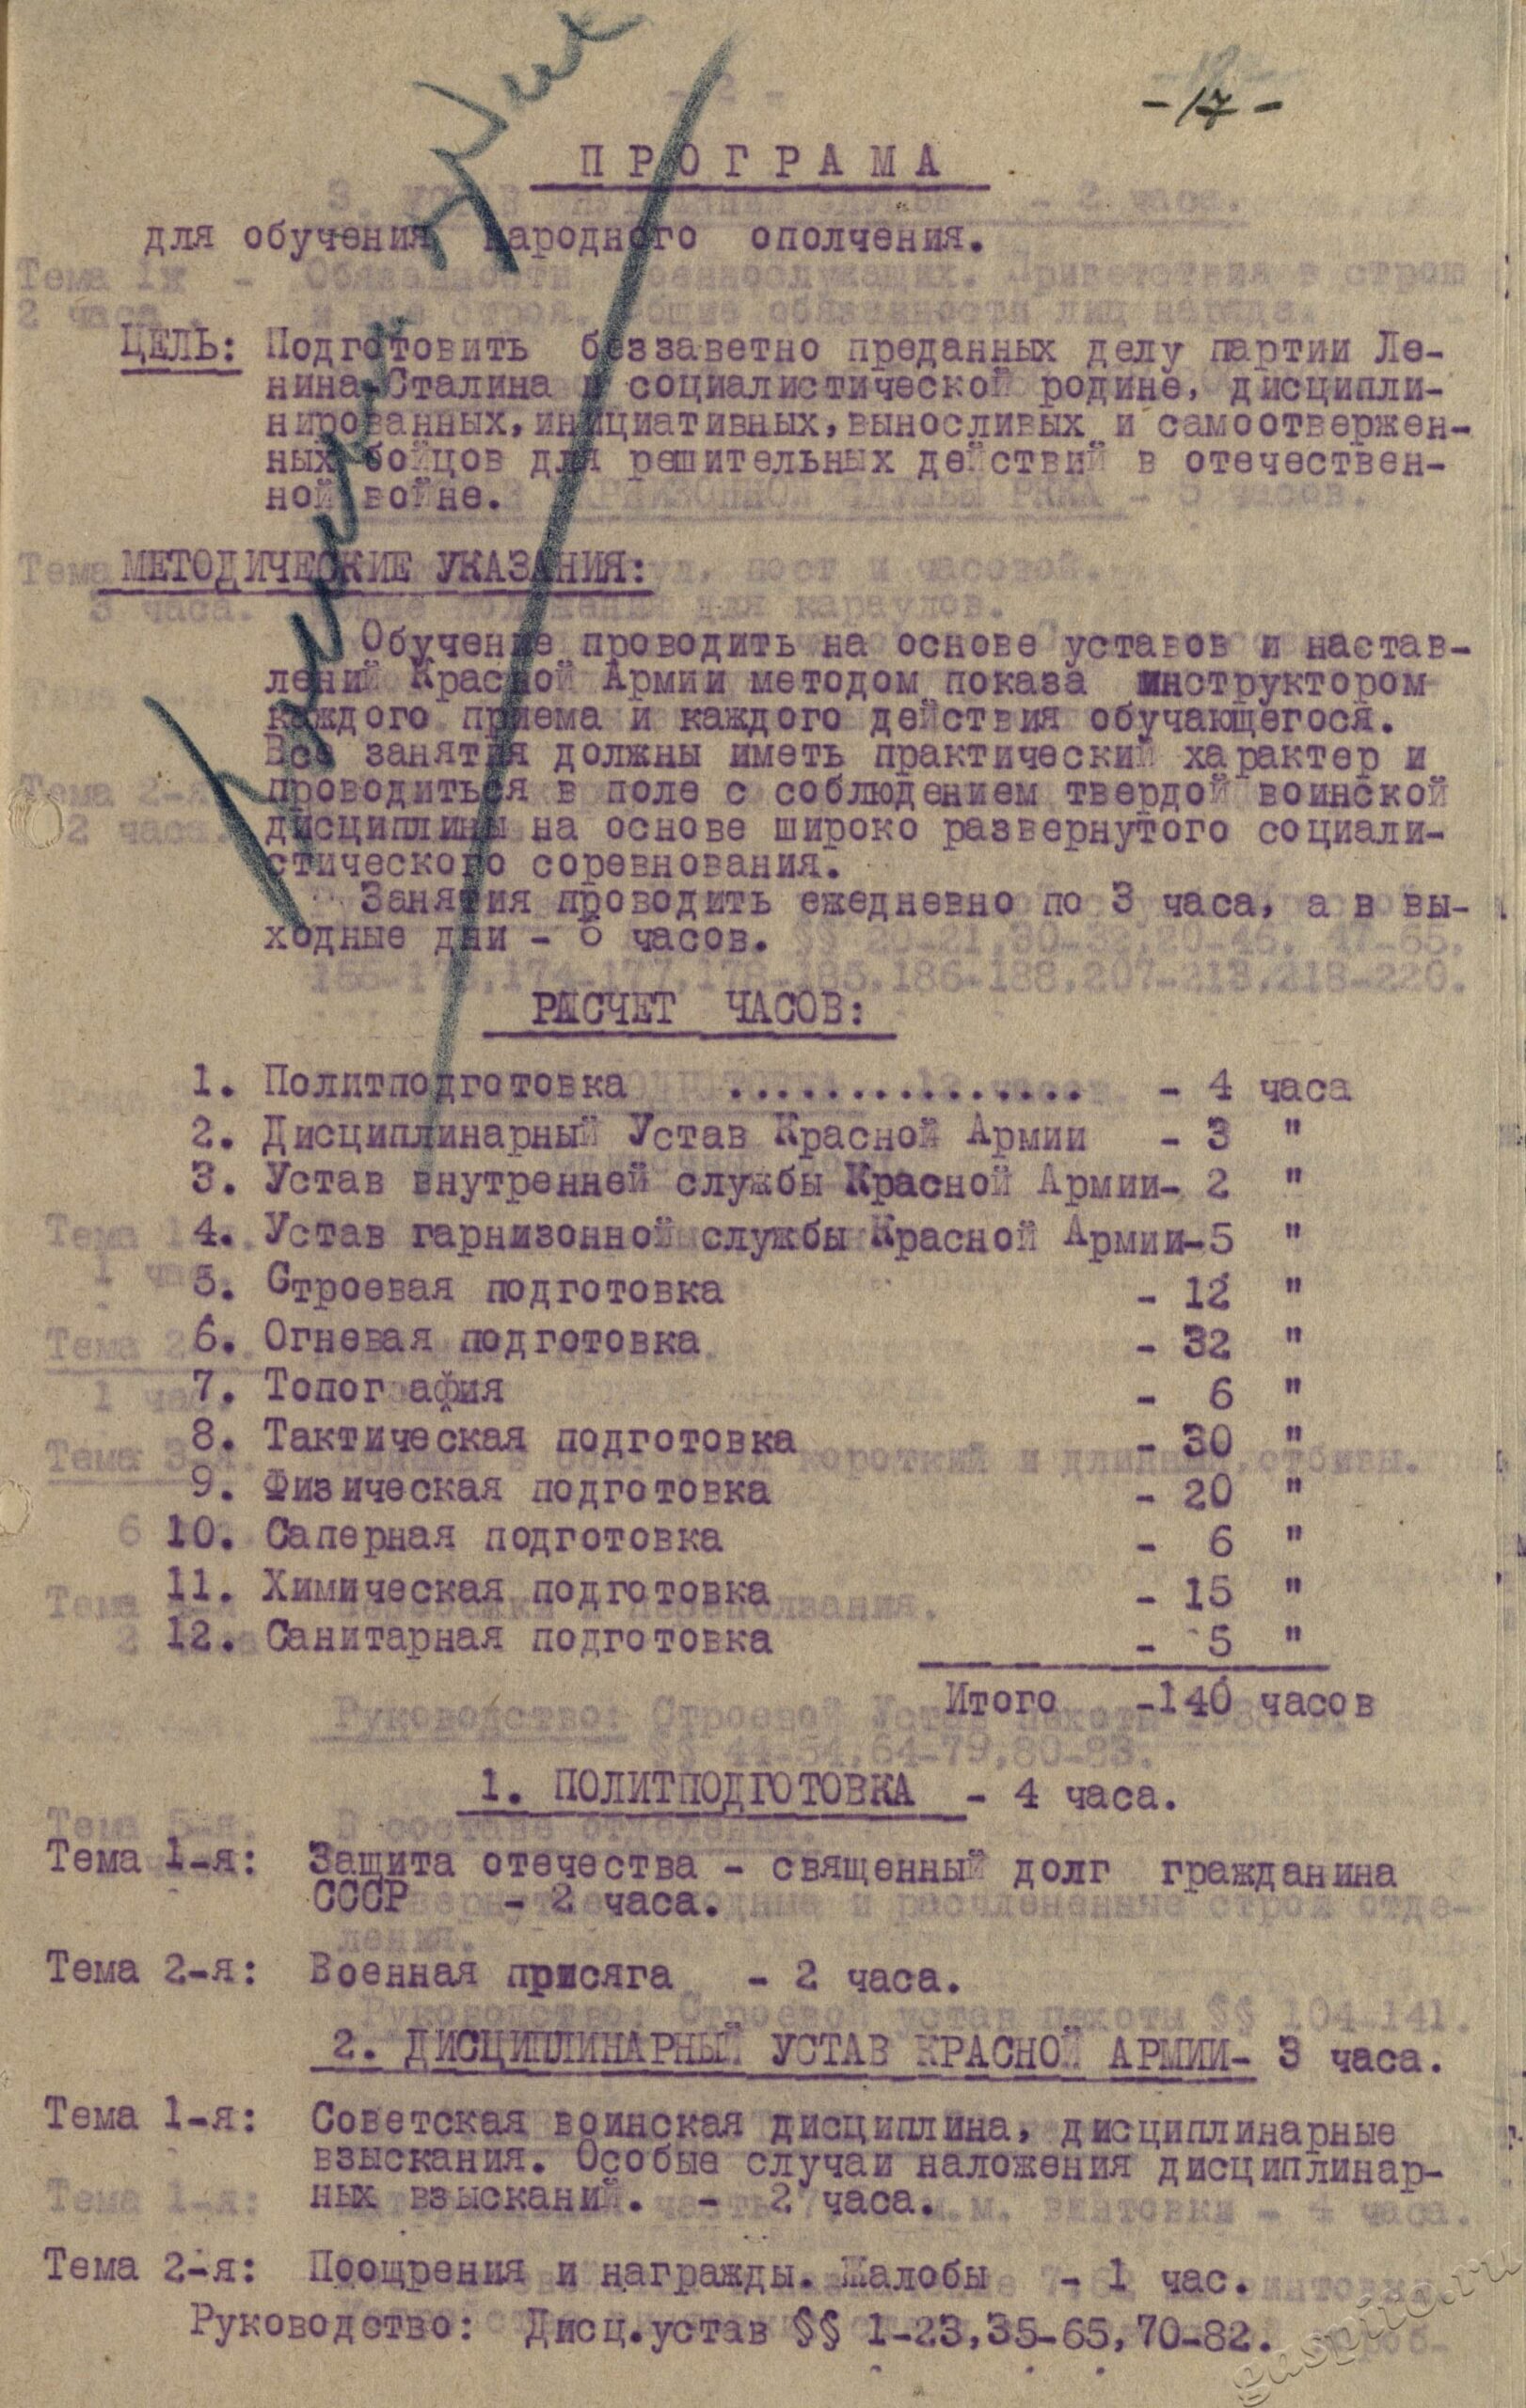 - 17 -
ПРОГРАМА
для обучения народного ополчения.
ЦЕЛЬ: Подготовить беззаветно преданных делу партии Ле-
нина-Сталина и социалистической родине, дисципли-
нированных, инициативных, выносливых и самоотвержен-
ных бойцов для решительных действий в отечествен-
ной войне.
МЕТОДИЧЕСКИЕ УКАЗАНИЯ:
Обучение проводить на основе уставов и настав-
лений Красной Армии методом показа инструктором
каждого приема и каждого действия обучающегося.
Все занятия должны иметь практический характер и
проводиться в поле с соблюдением твердой воинской
дисциплины на основе широко развернутого социали-
стического соревнования.
Занятия проводить ежедневно по 3 часа, а в вы-
ходные дни - 6 часов.
РАСЧЕТ ЧАСОВ:
1. Политподготовка ............... - 4 часа
2. Дисциплинарный Устав Красной Армии - 3 "
3. Устав внутренней службы Красной Армии- 2 "
4. Устав гарнизонной службы Красной Армии-5 "
5. Строевая подготовка - 12 "
6. Огневая подготовка - 32 "
7. Топография - 6 "
8. Тактическая подготовка - 30 "
9. Физическая подготовка - 20 "
10. Саперная подготовка - 6 "
11. Химическая подготовка - 15 "
12. Санитарная подготовка - 5 "
Итого -140 часов
1. ПОЛИТПОДГОТОВКА - 4 часа.
Тема 1-я: Защита отечества - священный долг гражданина
СССР - 2 часа.
Тема 2-я: Военная присяга - 2 часа.
2. ДИСЦИПЛИНАРНЫЙ УСТАВ КРАСНОЙ АРМИИ- 3 часа.
Тема 1-я: Советская воинская дисциплина, дисциплинарные
взыскания. Особые случаи наложения дисциплинар-
ных взысканий. - 2 часа.
Тема 2-я: Поощрения и награжды. Жалобы - 1 час.
Руководство: Дисц.устав §§ 1-23,35-65,70-82.
gaspito.ru